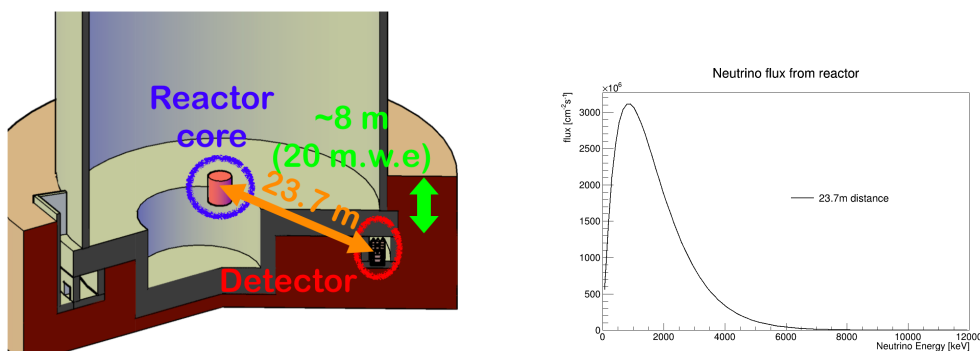 Reactor
core
~8 m
(20 m.w.e)
23.7 m
Detector
Neutrino flux from reactor
×10⁶
flux [cm⁻²s⁻¹]
3000
2500
2000
1500
1000
500
0
23.7m distance
0 2000 4000 6000 8000 10000 12000
Neutrino Energy [keV]